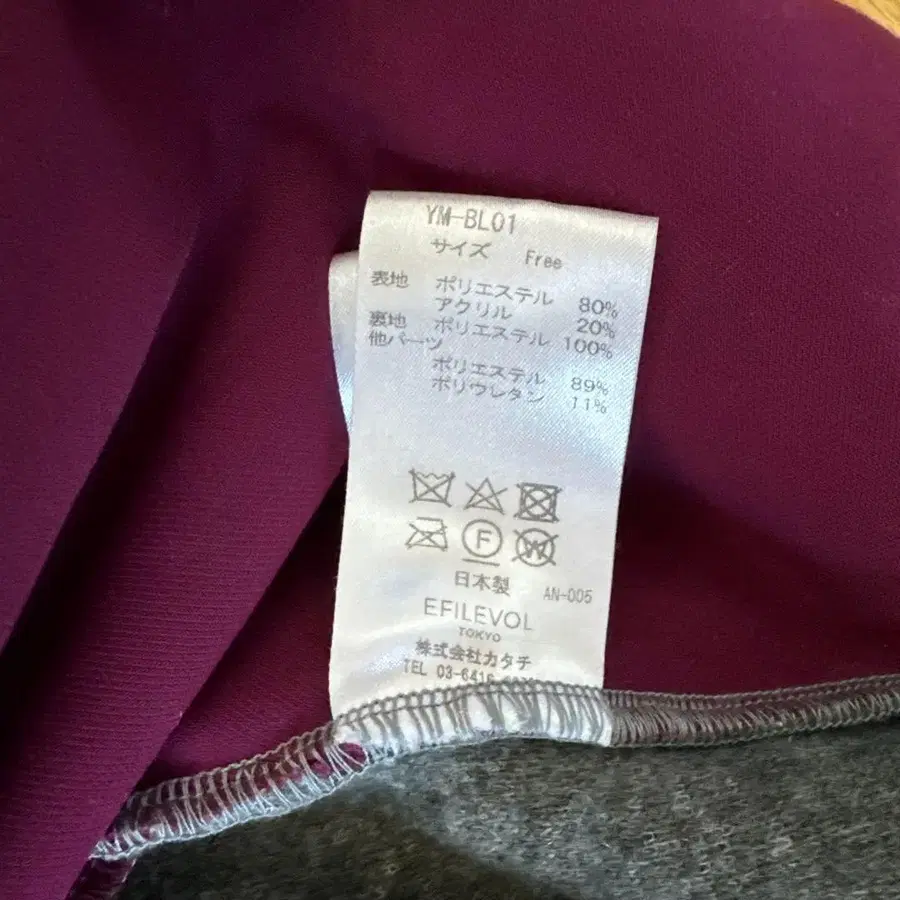 YM-BL01
サイズ Free
表地 ポリエステル 80%
アクリル 20%
裏地 ポリエステル 100%
他パーツ
ポリエステル 89%
ポリウレタン 11%
F W
日本製 AN-005
EFILEVOL
TOKYO
株式会社カタチ
TEL 03-6416